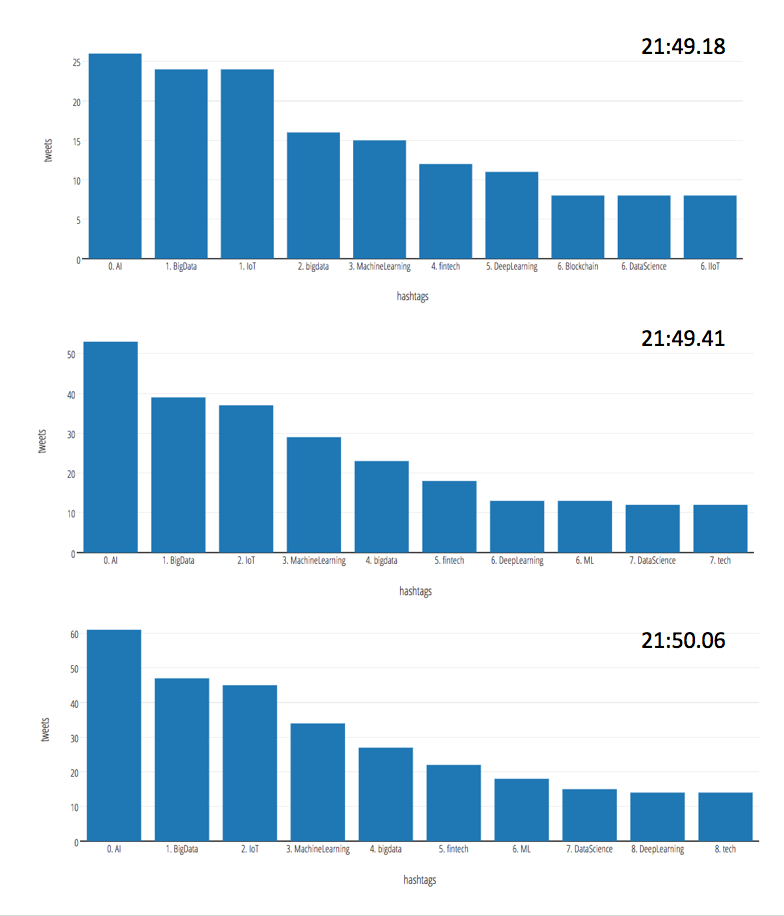 21:49.18
25
20
15
10
5
0
tweets
0. AI 1. BigData 1. IoT 2. bigdata 3. MachineLearning 4. fintech 5. DeepLearning 6. Blockchain 6. DataScience 6. IIoT
hashtags
21:49.41
50
40
30
20
10
0
tweets
0. AI 1. BigData 2. IoT 3. MachineLearning 4. bigdata 5. fintech 6. DeepLearning 6. ML 7. DataScience 7. tech
hashtags
21:50.06
60
50
40
30
20
10
0
tweets
0. AI 1. BigData 2. IoT 3. MachineLearning 4. bigdata 5. fintech 6. ML 7. DataScience 8. DeepLearning 8. tech
hashtags